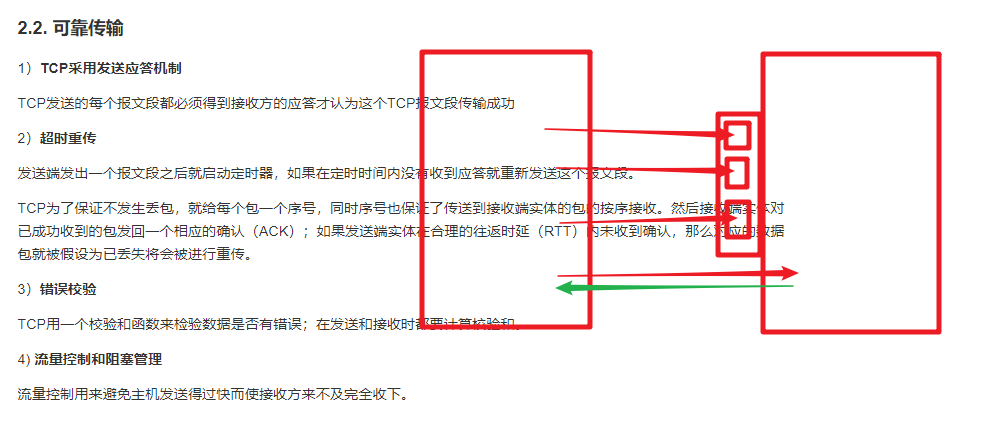 2.2. 可靠传输
1）TCP采用发送应答机制
TCP发送的每个报文段都必须得到接收方的应答才认为这个TCP报文段传输成功
2）超时重传
发送端发出一个报文段之后就启动定时器，如果在定时时间内没有收到应答就重新发送这个报文段。
TCP为了保证不发生丢包，就给每个包一个序号，同时序号也保证了传送到接收端实体的包的按序接收。然后接收端实体对
已成功收到的包发回一个相应的确认（ACK）；如果发送端实体在合理的往返时延（RTT）内未收到确认，那么对应的数据
包就被假设为已丢失将会被进行重传。
3）错误校验
TCP用一个校验和函数来检验数据是否有错误；在发送和接收时都要计算校验和。
4) 流量控制和阻塞管理
流量控制用来避免主机发送得过快而使接收方来不及完全收下。